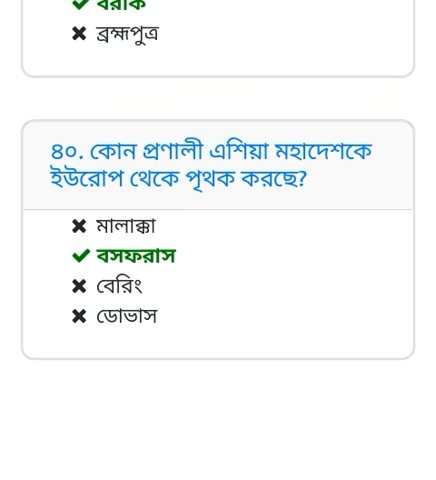 বরাক
ব্রহ্মপুত্র
৪০. কোন প্রণালী এশিয়া মহাদেশকে
ইউরোপ থেকে পৃথক করছে?
মালাক্কা
বসফরাস
বেরিং
ডোভাস